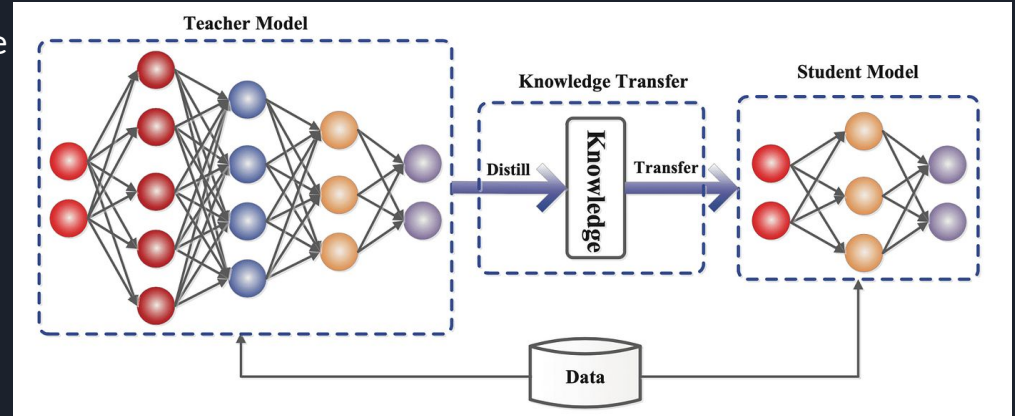 e
Teacher Model
Knowledge Transfer
Student Model
Distill
Knowledge
Transfer
Data